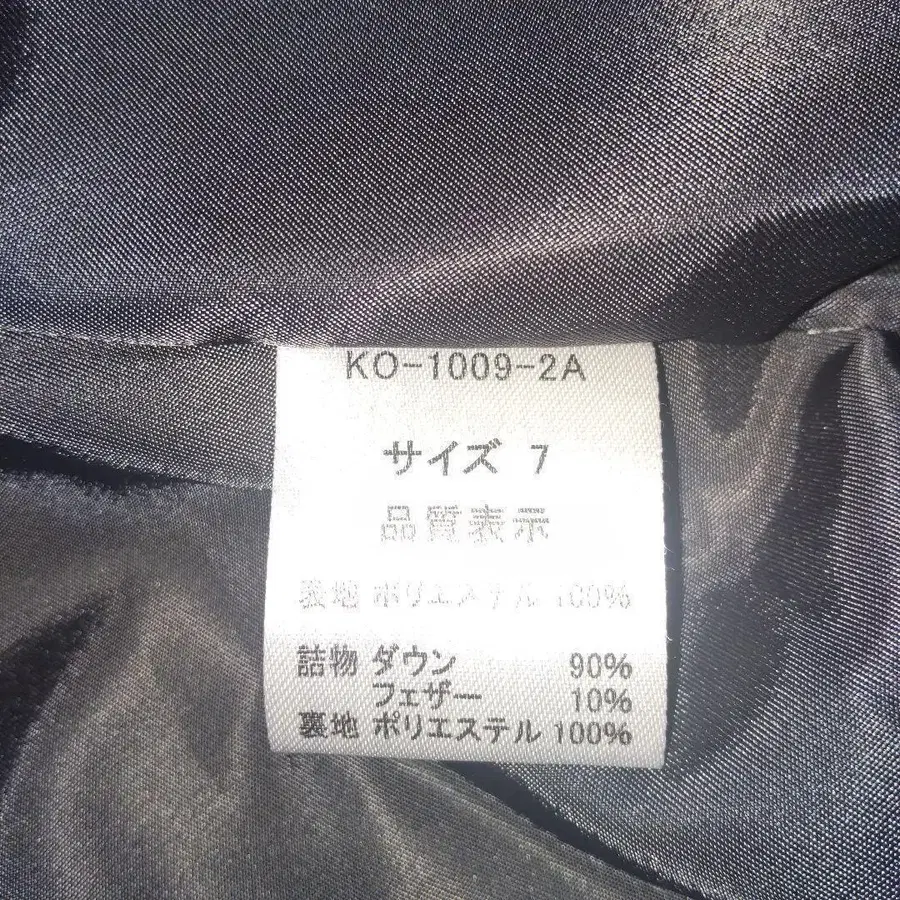 KO-1009-2A
サイズ 7
品質表示
表地 ポリエステル 100%
詰物 ダウン 90%
フェザー 10%
裏地 ポリエステル 100%